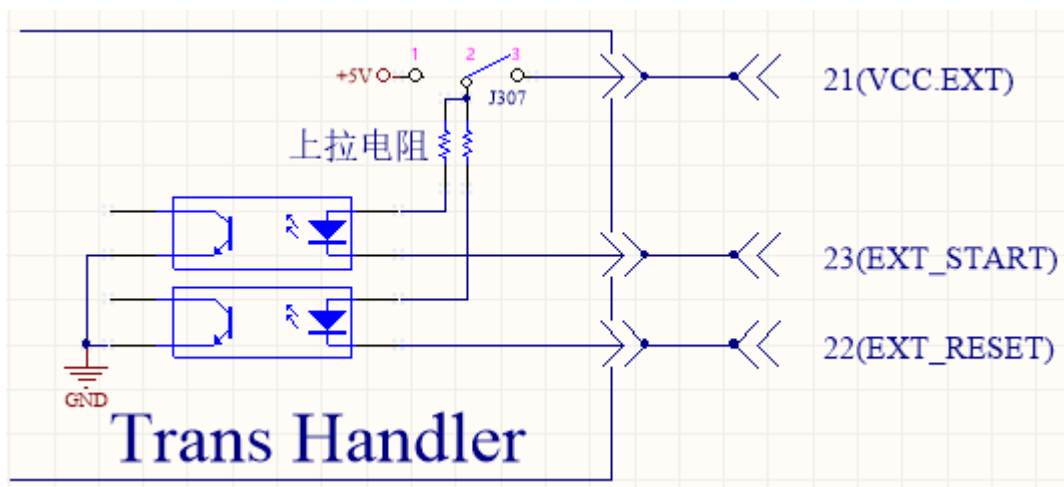 1 2 3
+5V
J307
21(VCC.EXT)
上拉电阻
23(EXT_START)
22(EXT_RESET)
GND
Trans Handler